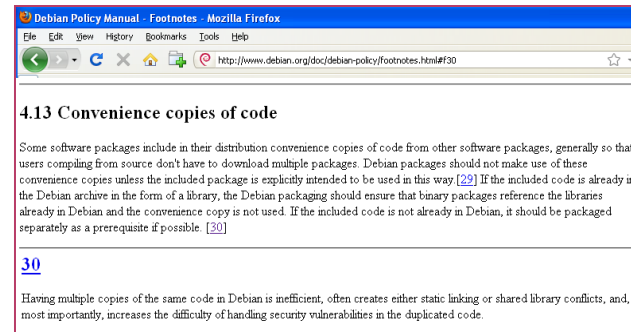 Debian Policy Manual - Footnotes - Mozilla Firefox
File Edit View History Bookmarks Tools Help
http://www.debian.org/doc/debian-policy/footnotes.html#f30
4.13 Convenience copies of code
Some software packages include in their distribution convenience copies of code from other software packages, generally so that
users compiling from source don't have to download multiple packages. Debian packages should not make use of these
convenience copies unless the included package is explicitly intended to be used in this way.[29] If the included code is already in
the Debian archive in the form of a library, the Debian packaging should ensure that binary packages reference the libraries
already in Debian and the convenience copy is not used. If the included code is not already in Debian, it should be packaged
separately as a prerequisite if possible. [30]
30
Having multiple copies of the same code in Debian is inefficient, often creates either static linking or shared library conflicts, and,
most importantly, increases the difficulty of handling security vulnerabilities in the duplicated code.